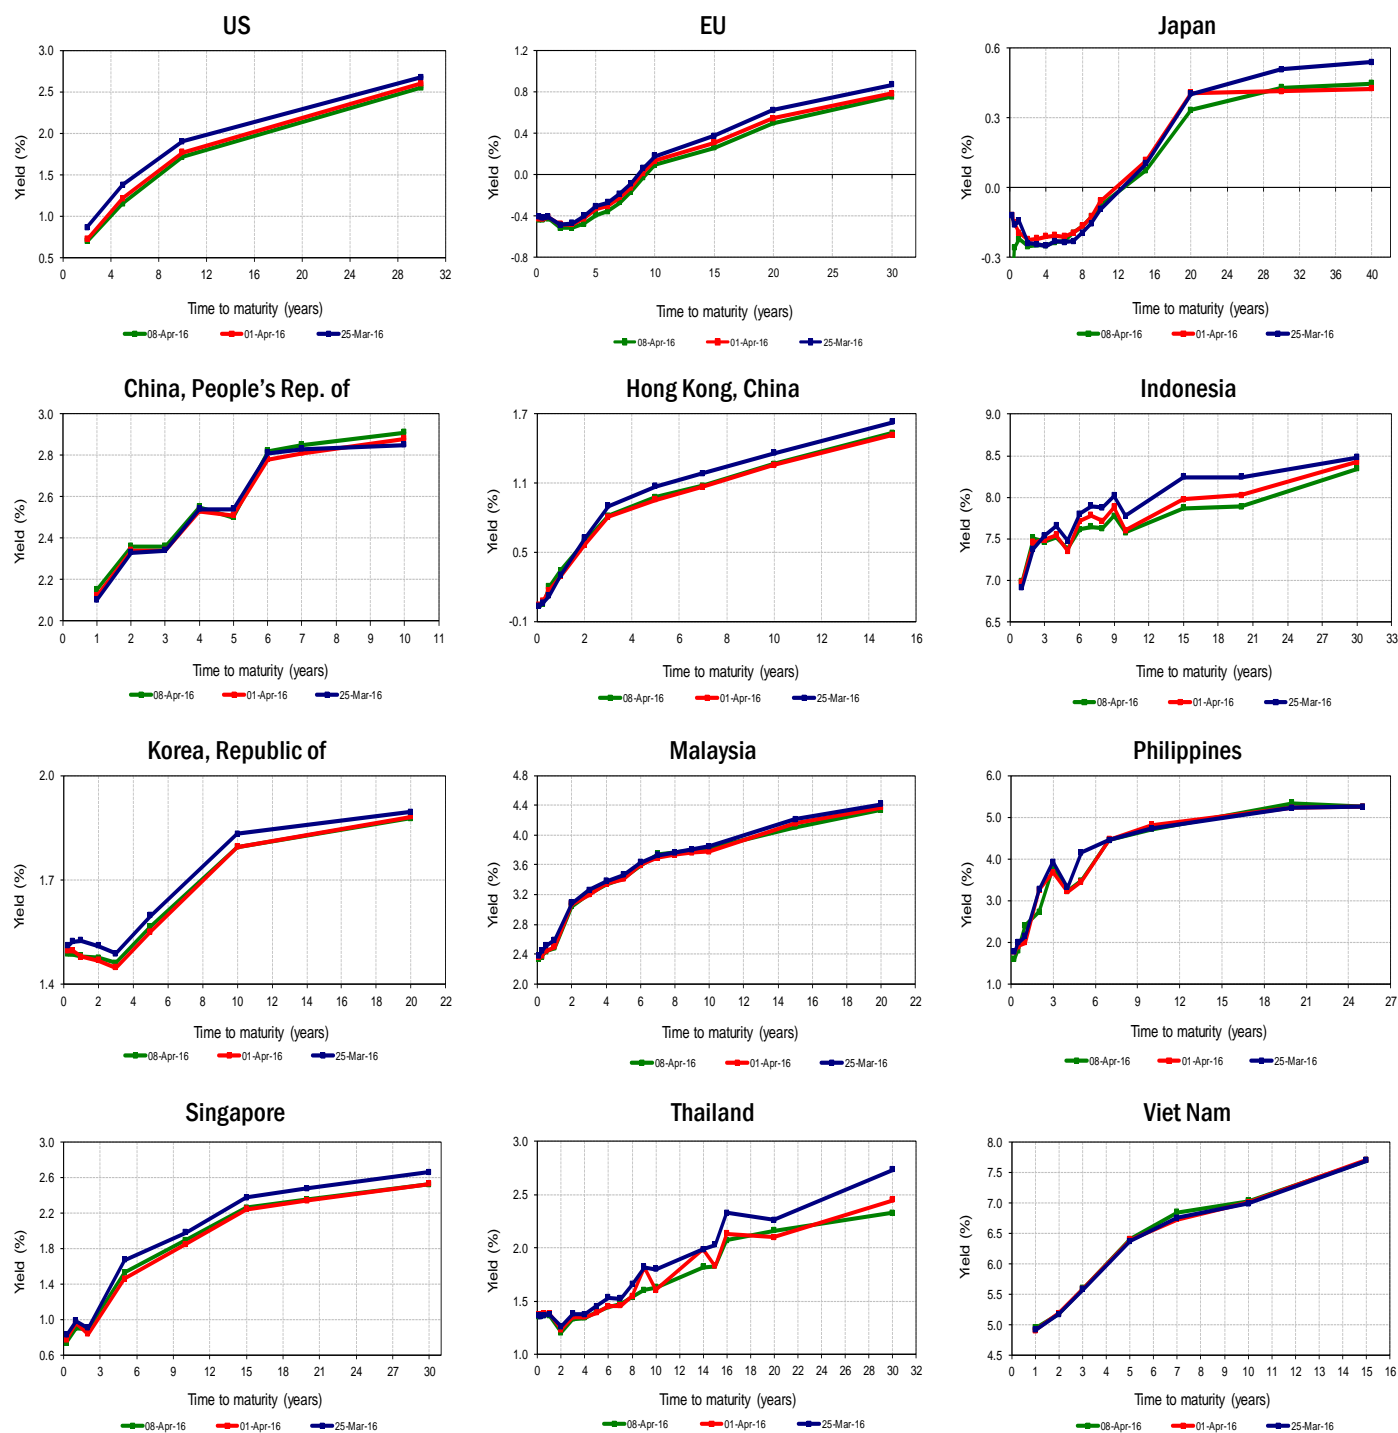 US
EU
Japan
3.0
2.5
2.0
1.5
1.0
0.5
Yield (%)
0 4 8 12 16 20 24 28 32
Time to maturity (years)
08-Apr-16 01-Apr-16 25-Mar-16
1.2
0.8
0.4
0.0
-0.4
-0.8
Yield (%)
0 5 10 15 20 25 30
Time to maturity (years)
08-Apr-16 01-Apr-16 25-Mar-16
0.6
0.3
0.0
-0.3
Yield (%)
0 4 8 12 16 20 24 28 32 36 40
Time to maturity (years)
08-Apr-16 01-Apr-16 25-Mar-16
China, People's Rep. of
Hong Kong, China
Indonesia
3.0
2.8
2.6
2.4
2.2
2.0
Yield (%)
0 1 2 3 4 5 6 7 8 9 10 11
Time to maturity (years)
08-Apr-16 01-Apr-16 25-Mar-16
1.7
1.1
0.5
-0.1
Yield (%)
0 2 4 6 8 10 12 14 16
Time to maturity (years)
08-Apr-16 01-Apr-16 25-Mar-16
9.0
8.5
8.0
7.5
7.0
6.5
Yield (%)
0 3 6 9 12 15 18 21 24 27 30 33
Time to maturity (years)
08-Apr-16 01-Apr-16 25-Mar-16
Korea, Republic of
Malaysia
Philippines
2.0
1.7
1.4
Yield (%)
0 2 4 6 8 10 12 14 16 18 20 22
Time to maturity (years)
08-Apr-16 01-Apr-16 25-Mar-16
4.8
4.4
4.0
3.6
3.2
2.8
2.4
2.0
Yield (%)
0 2 4 6 8 10 12 14 16 18 20 22
Time to maturity (years)
08-Apr-16 01-Apr-16 25-Mar-16
6.0
5.0
4.0
3.0
2.0
1.0
Yield (%)
0 3 6 9 12 15 18 21 24 27
Time to maturity (years)
08-Apr-16 01-Apr-16 25-Mar-16
Singapore
Thailand
Viet Nam
3.0
2.6
2.2
1.8
1.4
1.0
0.6
Yield (%)
0 3 6 9 12 15 18 21 24 27 30
Time to maturity (years)
08-Apr-16 01-Apr-16 25-Mar-16
3.0
2.5
2.0
1.5
1.0
Yield (%)
0 2 4 6 8 10 12 14 16 18 20 22 24 26 28 30 32
Time to maturity (years)
08-Apr-16 01-Apr-16 25-Mar-16
8.0
7.5
7.0
6.5
6.0
5.5
5.0
4.5
Yield (%)
0 1 2 3 4 5 6 7 8 9 10 11 12 13 14 15 16
Time to maturity (years)
08-Apr-16 01-Apr-16 25-Mar-16